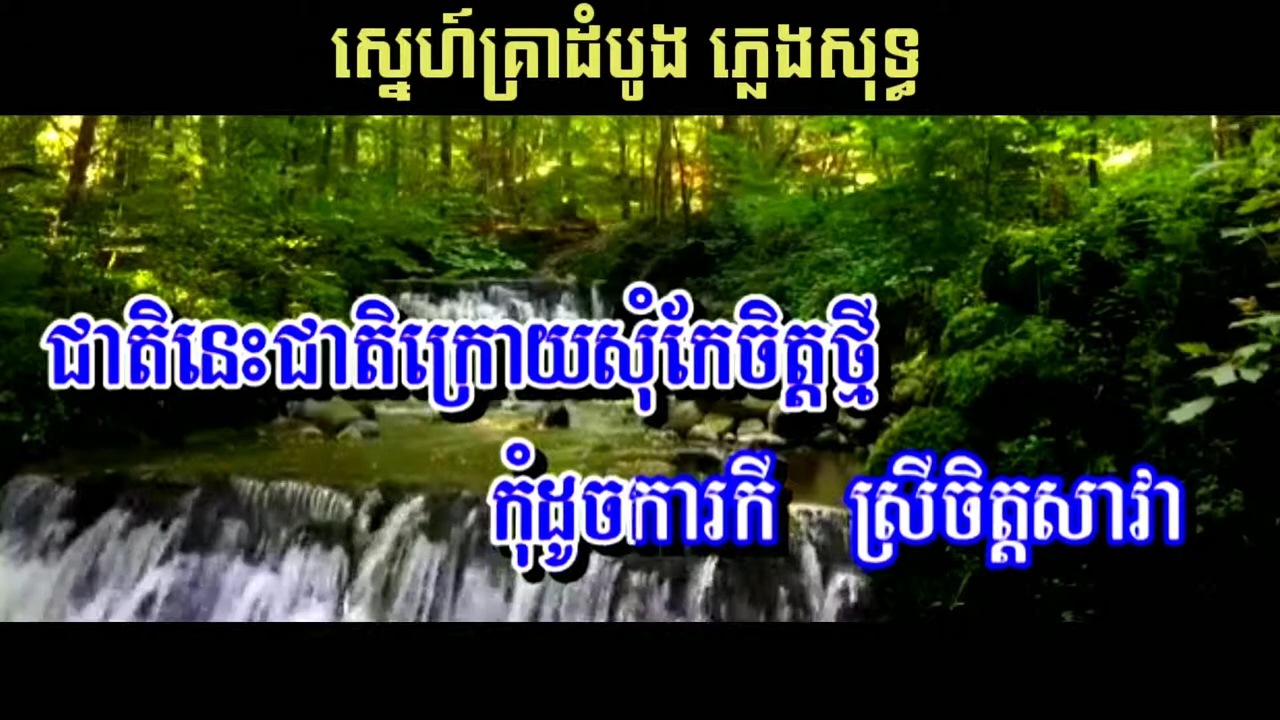 ស្នេហ៍គ្រាដំបូង ភ្លេងសុទ្ធ
ជាតិនេះជាតិក្រោយសុំកែចិត្តថ្មី
កុំដូចការកី ស្រីចិត្តសាវា